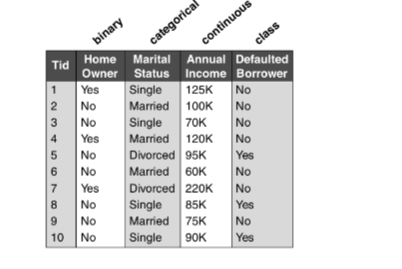 binary categorical continuous class
Tid Home Owner Marital Status Annual Income Defaulted Borrower
1 Yes Single 125K No
2 No Married 100K No
3 No Single 70K No
4 Yes Married 120K No
5 No Divorced 95K Yes
6 No Married 60K No
7 Yes Divorced 220K No
8 No Single 85K Yes
9 No Married 75K No
10 No Single 90K Yes